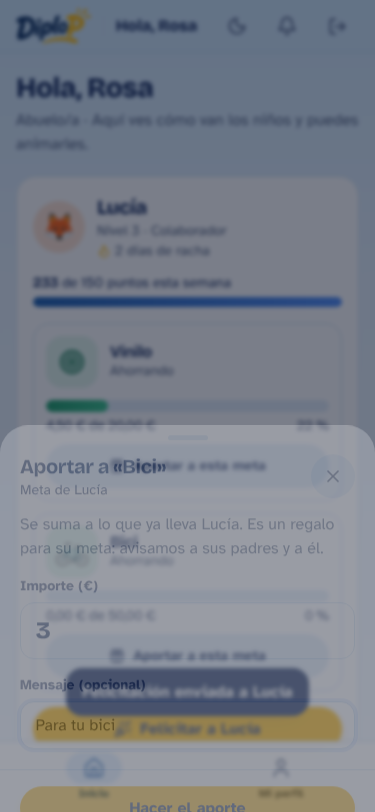 DiploP
Hola, Rosa
Hola, Rosa
Abuelo/a · Aquí ves cómo van los niños y puedes
animarles.
Lucía
Nivel 3 · Colaborador
2 días de racha
233 de 150 puntos esta semana
Vinilo
Ahorrando
22 %
Aportar a esta meta
Aportar a «Bici»
Meta de Lucía
Se suma a lo que ya lleva Lucía. Es un regalo
para su meta: avisamos a sus padres y a él.
Bici
Ahorrando
Importe (€)
0,00 € de 90,00 €
0 %
3
Aportar a esta meta
Mensaje (opcional)
Felicitación enviada a Lucía
Para tu bici
Felicitar a Lucía
Inicio
Mi perfil
Hacer el aporte